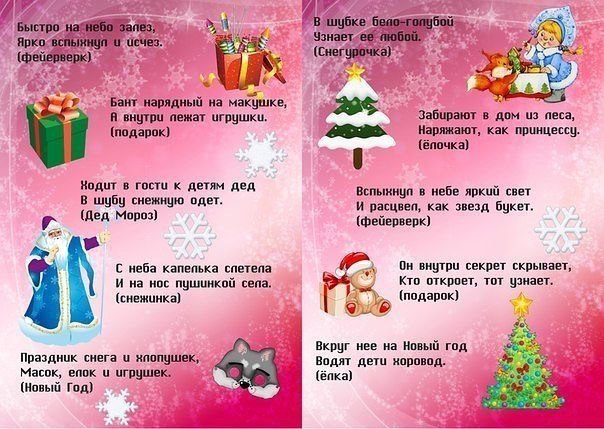 Быстро на небо залез,
Ярко вспыхнул и исчез.
(фейерверк)
Бант нарядный на макушке,
А внутри лежат игрушки.
(подарок)
Ходит в гости к детям дед
В шубу снежную одет.
(Дед Мороз)
С неба капелька слетела
И на нос пушинкой села.
(снежинка)
Праздник снега и хлопушек,
Масок, елок и игрушек.
(Новый Год)
В шубке бело-голубой
Узнает ее любой.
(Снегурочка)
Забирают в дом из леса,
Наряжают, как принцессу.
(ёлочка)
Вспыхнул в небе яркий свет
И расцвел, как звезд букет.
(фейерверк)
Он внутри секрет скрывает,
Кто откроет, тот узнает.
(подарок)
Вкруг нее на Новый год
Водят дети хоровод.
(ёлка)